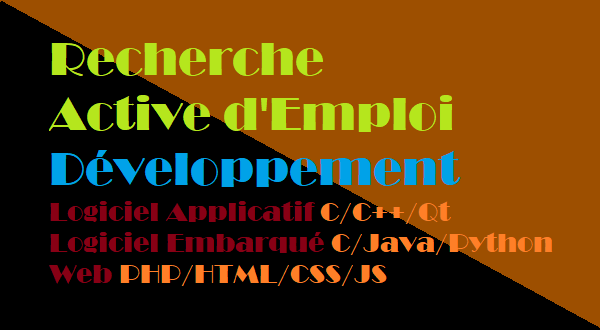 Recherche
Active d'Emploi
Développement
Logiciel Applicatif C/C++/Qt
Logiciel Embarqué C/Java/Python
Web PHP/HTML/CSS/JS